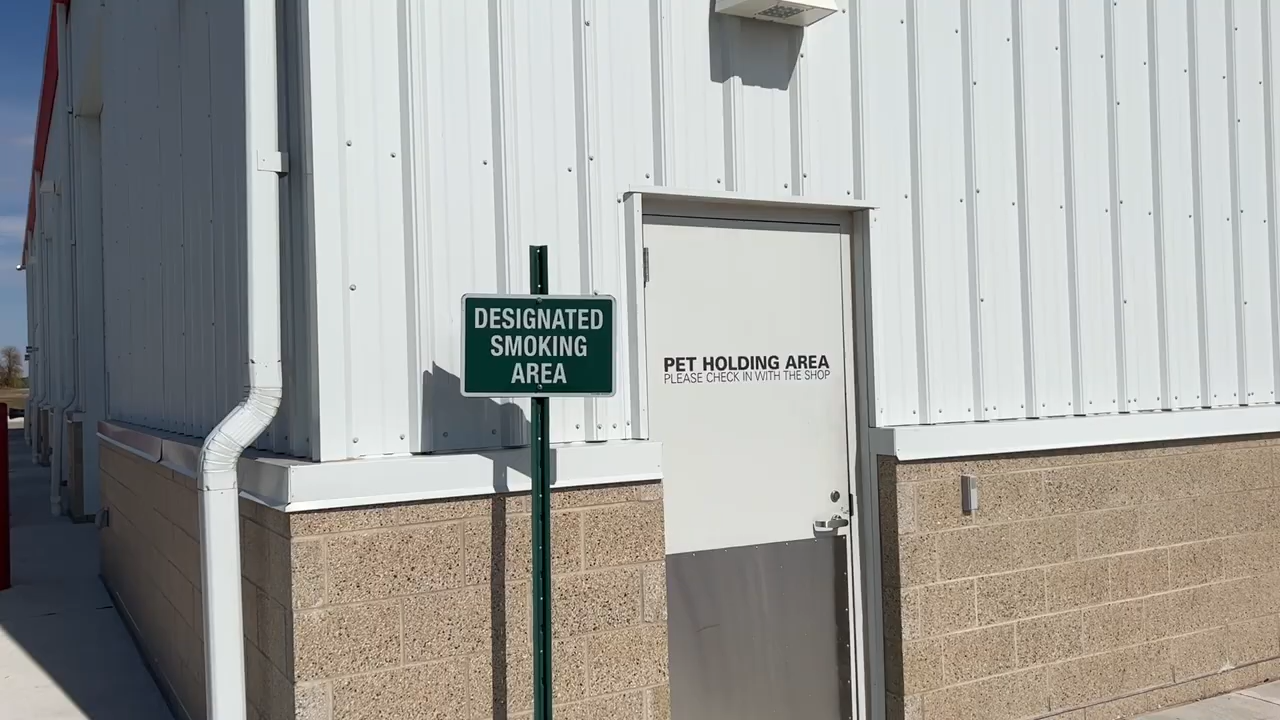 DESIGNATED
SMOKING
AREA
PET HOLDING AREA
PLEASE CHECK IN WITH THE SHOP